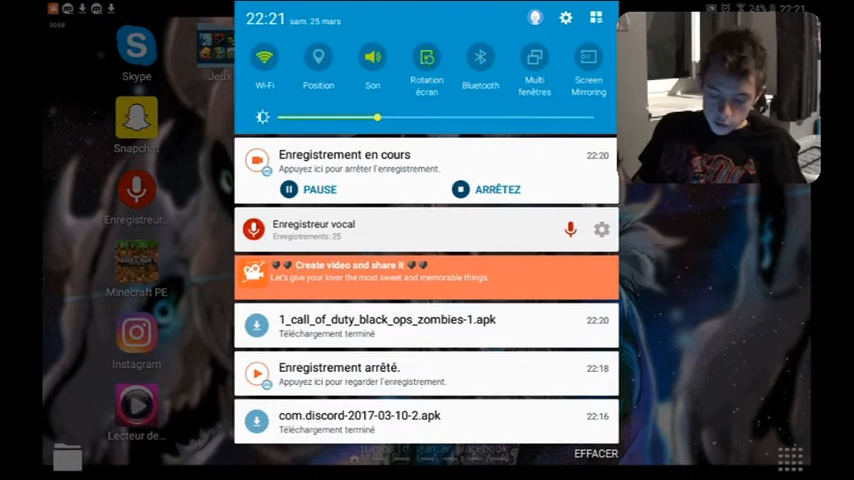 24% 22:21
00:08
22:21 sam. 25 mars
Skype
Jeux
Wi-Fi
Position
Son
Rotation
écran
Bluetooth
Multi
fenêtres
Screen
Mirroring
Snapchat
Enregistrement en cours
22:20
Appuyez ici pour arrêter l'enregistrement.
PAUSE
ARRÊTEZ
Enregistreur...
Enregistreur vocal
Enregistrements: 25
Create video and share it
Let's give your lover the most sweet and memorable things.
Minecraft PE
1_call_of_duty_black_ops_zombies-1.apk
22:20
Téléchargement terminé
Instagram
Enregistrement arrêté.
22:18
Appuyez ici pour regarder l'enregistrement.
com.discord-2017-03-10-2.apk
22:16
Téléchargement terminé
Lecteur de...
EFFACER